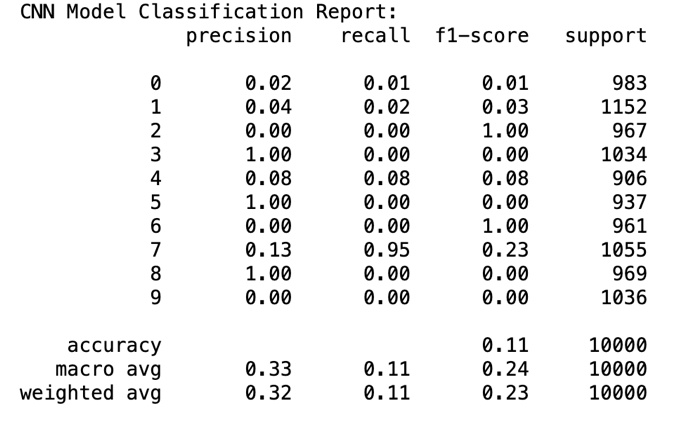 CNN Model Classification Report:
precision recall f1-score support
0 0.02 0.01 0.01 983
1 0.04 0.02 0.03 1152
2 0.00 0.00 1.00 967
3 1.00 0.00 0.00 1034
4 0.08 0.08 0.08 906
5 1.00 0.00 0.00 937
6 0.00 0.00 1.00 961
7 0.13 0.95 0.23 1055
8 1.00 0.00 0.00 969
9 0.00 0.00 0.00 1036
accuracy 0.11 10000
macro avg 0.33 0.11 0.24 10000
weighted avg 0.32 0.11 0.23 10000